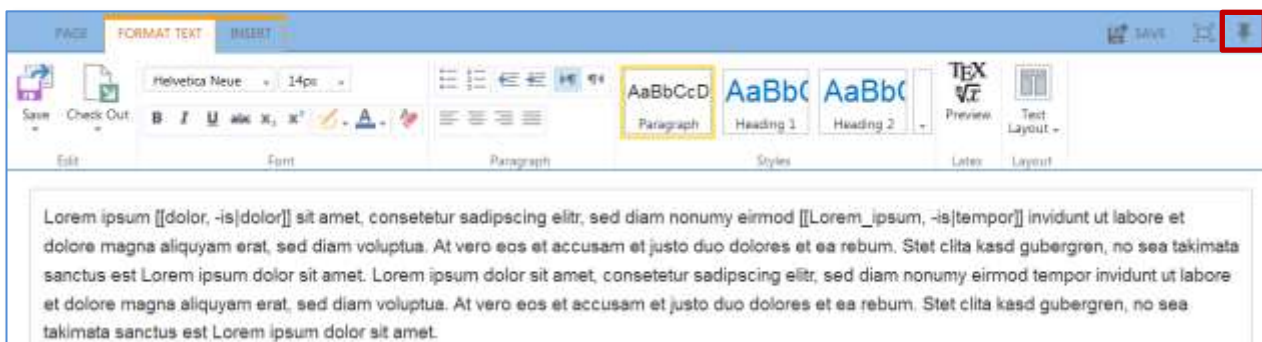 PAGE FORMAT TEXT INSERT SAVE
Helvetica Neue 14px
Save Check Out
B I U abc x, x²
AaBbCcD AaBb( AaBb(
Paragraph Heading 1 Heading 2
TEX
√x
Preview
Text
Layout
Edit Font Paragraph Styles Latex Layout
Lorem ipsum [[dolor, -is|dolor]] sit amet, consetetur sadipscing elitr, sed diam nonumy eirmod [[Lorem_ipsum, -is|tempor]] invidunt ut labore et
dolore magna aliquyam erat, sed diam voluptua. At vero eos et accusam et justo duo dolores et ea rebum. Stet clita kasd gubergren, no sea takimata
sanctus est Lorem ipsum dolor sit amet. Lorem ipsum dolor sit amet, consetetur sadipscing elitr, sed diam nonumy eirmod tempor invidunt ut labore
et dolore magna aliquyam erat, sed diam voluptua. At vero eos et accusam et justo duo dolores et ea rebum. Stet clita kasd gubergren, no sea
takimata sanctus est Lorem ipsum dolor sit amet.